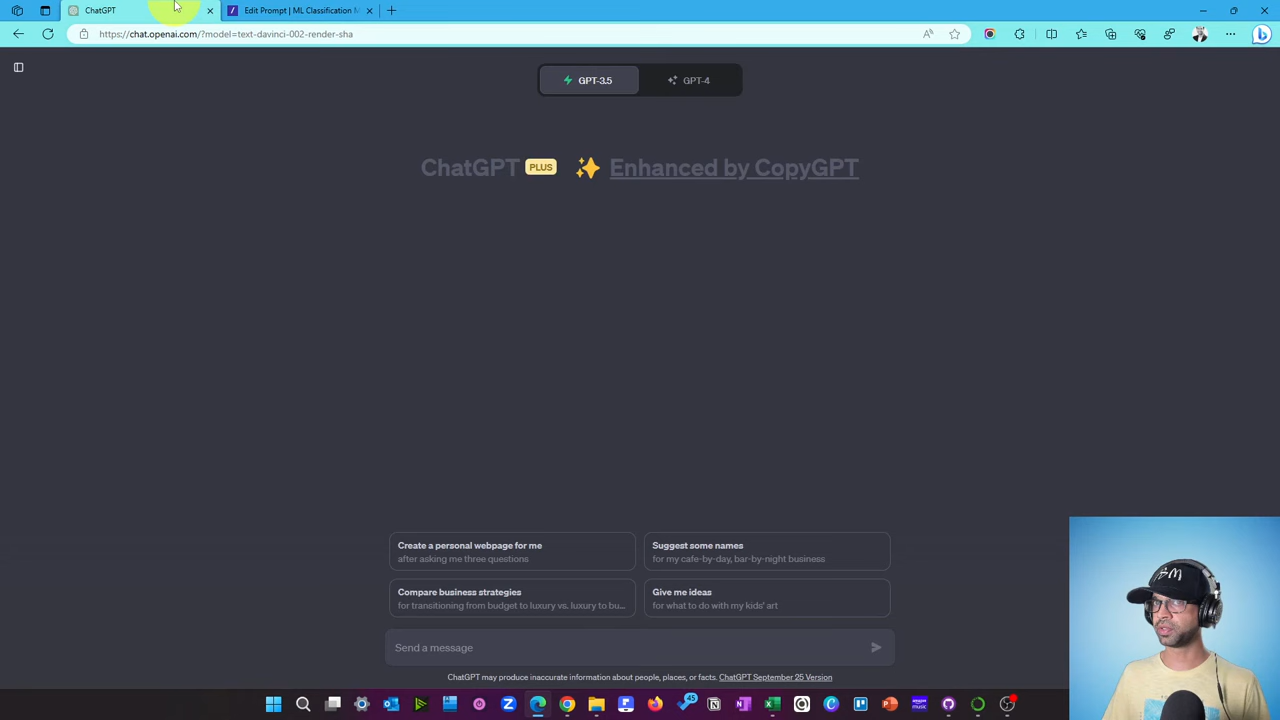 ChatGPT
Edit Prompt | ML Classification M
https://chat.openai.com/?model=text-davinci-002-render-sha
GPT-3.5
GPT-4
ChatGPT PLUS ✨ Enhanced by CopyGPT
Create a personal webpage for me
after asking me three questions
Suggest some names
for my cafe-by-day, bar-by-night business
Compare business strategies
for transitioning from budget to luxury vs. luxury to bu...
Give me ideas
for what to do with my kids' art
Send a message
ChatGPT may produce inaccurate information about people, places, or facts. ChatGPT September 25 Version
45